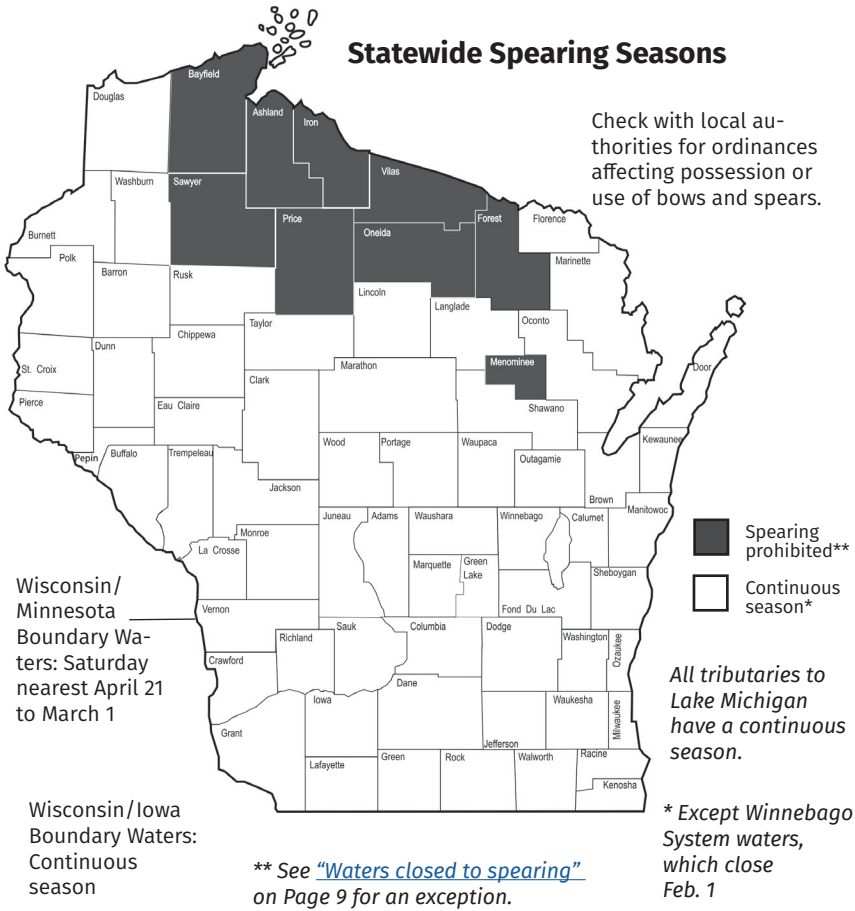 Statewide Spearing Seasons
Check with local au-
thorities for ordinances
affecting possession or
use of bows and spears.
Bayfield
Douglas
Ashland
Iron
Vilas
Washburn
Sawyer
Price
Forest
Florence
Burnett
Oneida
Polk
Marinette
Barron
Rusk
Lincoln
Langlade
Oconto
Taylor
Chippewa
Dunn
Menominee
Marathon
Door
St. Croix
Clark
Pierce
Eau Claire
Shawano
Kewaunee
Wood
Portage
Waupaca
Pepin
Buffalo
Trempeleau
Outagamie
Jackson
Brown
Manitowoc
Juneau
Adams
Waushara
Winnebago
Calumet
Monroe
La Crosse
Marquette
Green
Lake
Sheboygan
Fond Du Lac
Vernon
Sauk
Columbia
Dodge
Richland
Washington
Ozaukee
Crawford
Dane
Iowa
Waukesha
Milwaukee
Grant
Jefferson
Lafayette
Green
Rock
Walworth
Racine
Kenosha
Spearing
prohibited**
Continuous
season*
Wisconsin/
Minnesota
Boundary Wa-
ters: Saturday
nearest April 21
to March 1
All tributaries to
Lake Michigan
have a continuous
season.
Wisconsin/Iowa
Boundary Waters:
Continuous
season
** See "Waters closed to spearing"
on Page 9 for an exception.
* Except Winnebago
System waters,
which close
Feb. 1